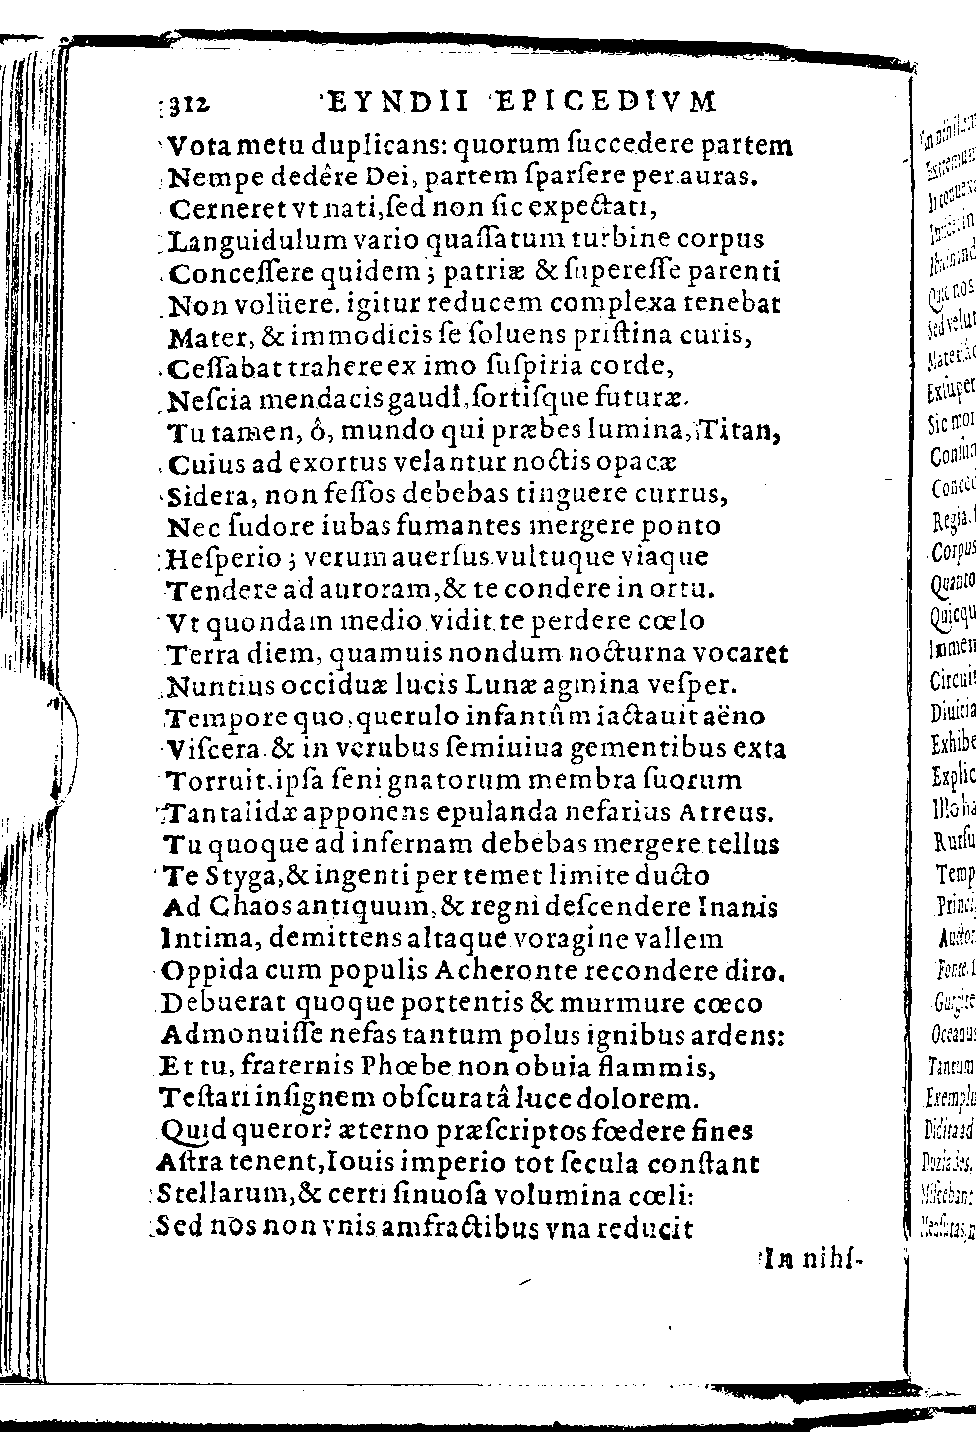 312 EYNDII EPICEDIVM
Vota metu duplicans: quorum ſuccedere partem
Nempe dedêre Dei, partem ſparſere per auras.
Cerneret vt nati, ſed non ſic expectati,
Languidulum vario quaſſatum turbine corpus
Conceſſere quidem; patriæ & ſupereſſe parenti
Non volüere. igitur reducem complexa tenebat
Mater, & immodicis ſe ſoluens priſtina curis,
Ceſſabat trahere ex imo ſuſpiria corde,
Neſcia mendacis gaudî, ſortiſque futuræ.
Tu tamen, ô, mundo qui præbes lumina, Titan,
Cuius ad exortus velantur noctis opacæ
Sidera, non feſſos debebas tinguere currus,
Nec ſudore iubas fumantes mergere ponto
Heſperio; verum auerſus vultuque viaque
Tendere ad auroram, & te condere in ortu.
Vt quondam medio vidit te perdere cœlo
Terra diem, quamuis nondum nocturna vocaret
Nuntius occiduæ lucis Lunæ agmina veſper.
Tempore quo, querulo infantûm iactauit aëno
Viſcera & in verubus ſemiuiua gementibus exta
Torruit, ipſa ſeni gnatorum membra ſuorum
Tantalidæ apponens epulanda nefarius Atreus.
Tu quoque ad infernam debebas mergere tellus
Te Styga, & ingenti per temet limite ducto
Ad Chaos antiquum, & regni deſcendere Inanis
Intima, demittens altaque voragine vallem
Oppida cum populis Acheronte recondere diro.
Debuerat quoque portentis & murmure cœco
Admonuiſſe nefas tantum polus ignibus ardens:
Et tu, fraternis Phœbe non obuia flammis,
Teſtari inſignem obſcuratâ luce dolorem.
Quid queror? æterno præſcriptos fœdere fines
Aſtra tenent, Iouis imperio tot ſecula conſtant
Stellarum, & certi ſinuoſa volumina cœli:
Sed nos non vnis amfractibus vna reducit
In nihi-